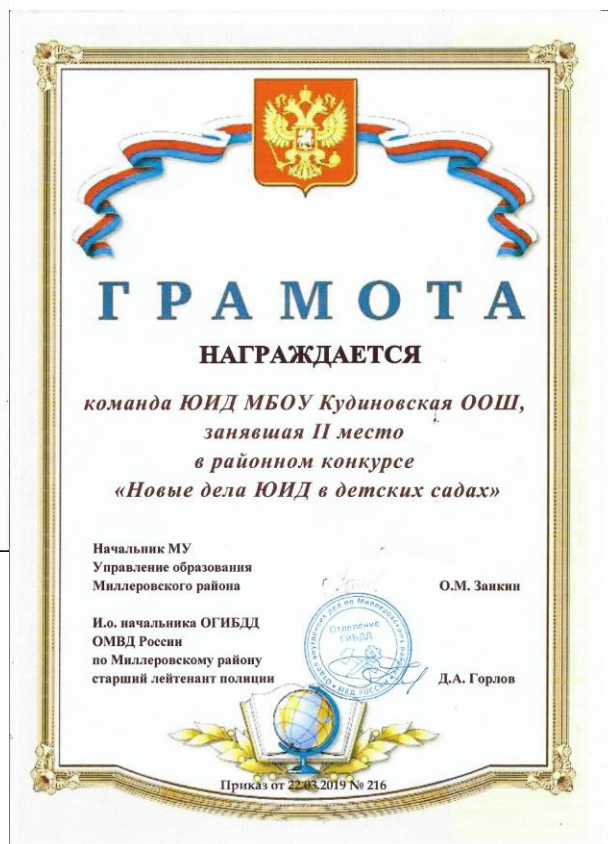 ГРАМОТА
НАГРАЖДАЕТСЯ
команда ЮИД МБОУ Кудиновская ООШ,
занявшая II место
в районном конкурсе
«Новые дела ЮИД в детских садах»
Начальник МУ
Управление образования
Миллеровского района
О.М. Заикин
И.о. начальника ОГИБДД
ОМВД России
по Миллеровскому району
старший лейтенант полиции
Д.А. Горлов
Отделение
ГИБДД
Приказ от 22.03.2019 № 216